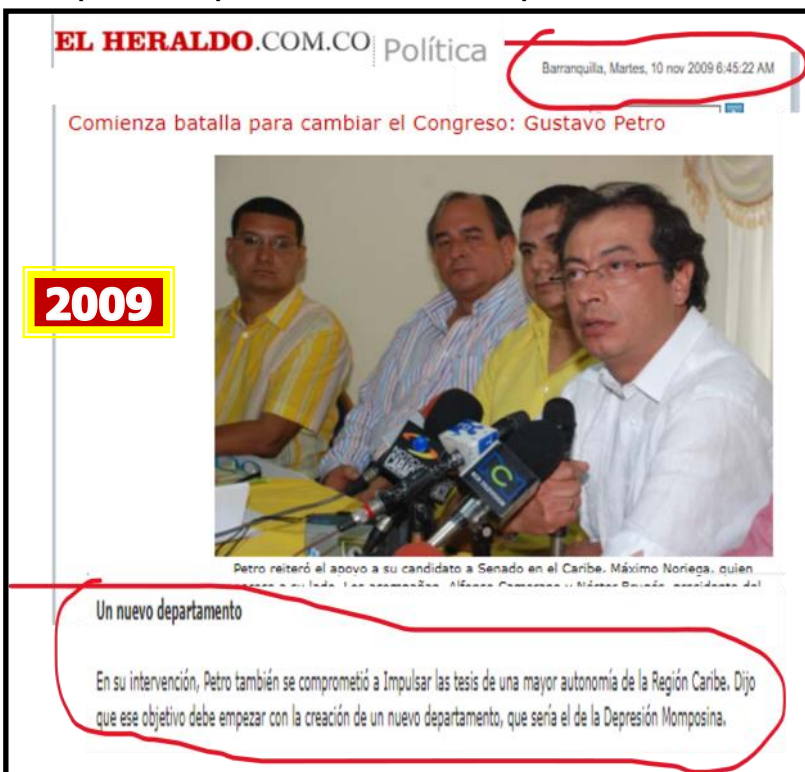 EL HERALDO.COM.CO Política
Barranquilla, Martes, 10 nov 2009 6:45:22 AM
Comienza batalla para cambiar el Congreso: Gustavo Petro
2009
Petro reiteró el apoyo a su candidato a Senado en el Caribe, Máximo Noriega, quien
Un nuevo departamento
En su intervención, Petro también se comprometió a Impulsar las tesis de una mayor autonomía de la Región Caribe. Dijo
que ese objetivo debe empezar con la creación de un nuevo departamento, que sería el de la Depresión Momposina.